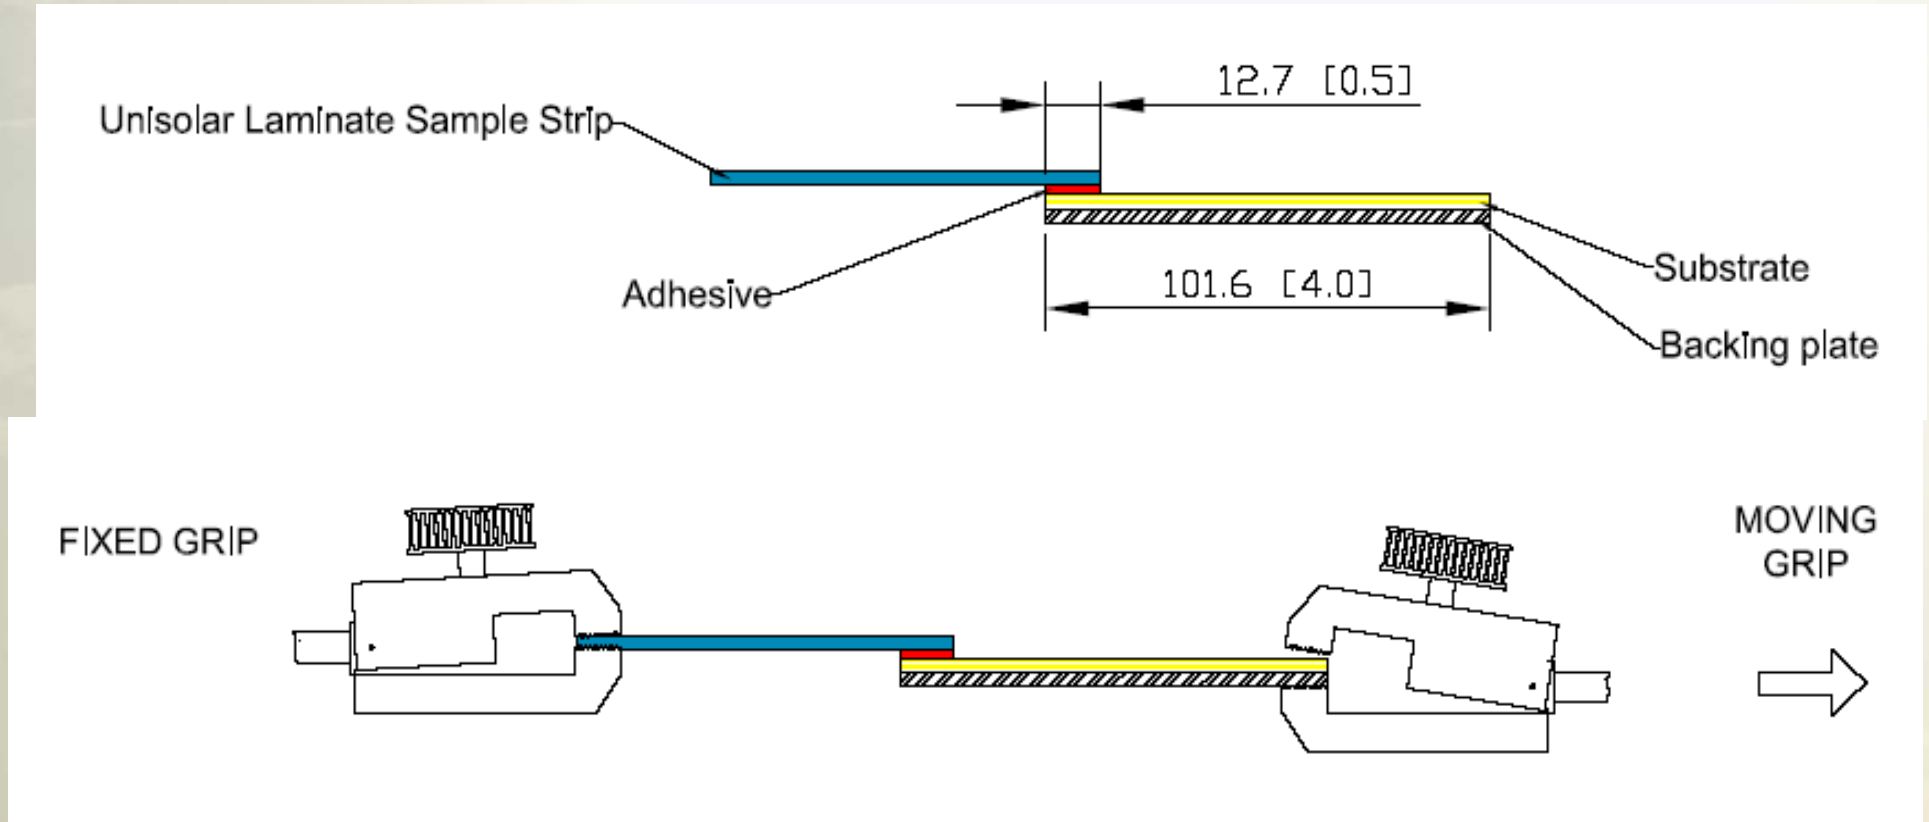 12.7 [0.5]
Unisolar Laminate Sample Strip
Adhesive
101.6 [4.0]
Substrate
Backing plate
FIXED GRIP
MOVING
GRIP